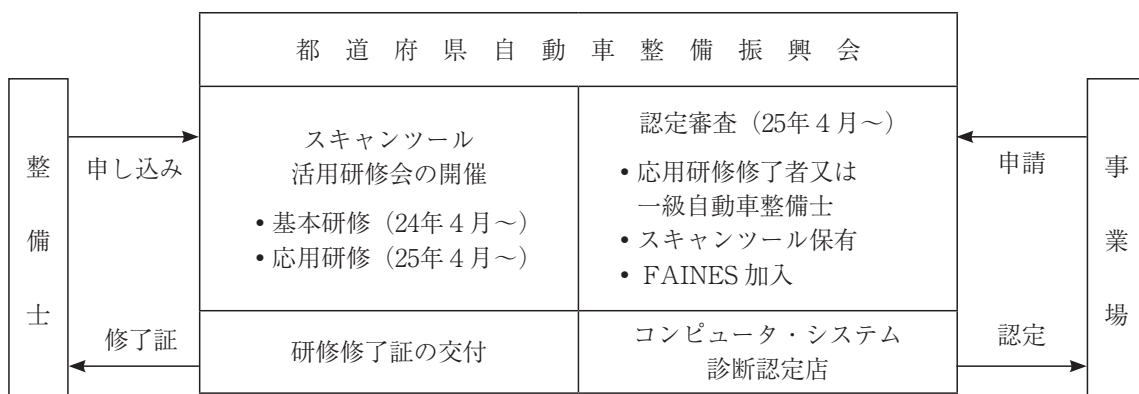 都道府県自動車整備振興会
整備士
申し込み
修了証
スキャンツール
活用研修会の開催
•基本研修（24年４月～）
•応用研修（25年４月～）
研修修了証の交付
認定審査（25年４月～）
•応用研修修了者又は
一級自動車整備士
•スキャンツール保有
•FAINES 加入
コンピュータ・システム
診断認定店
申請
認定
事業場